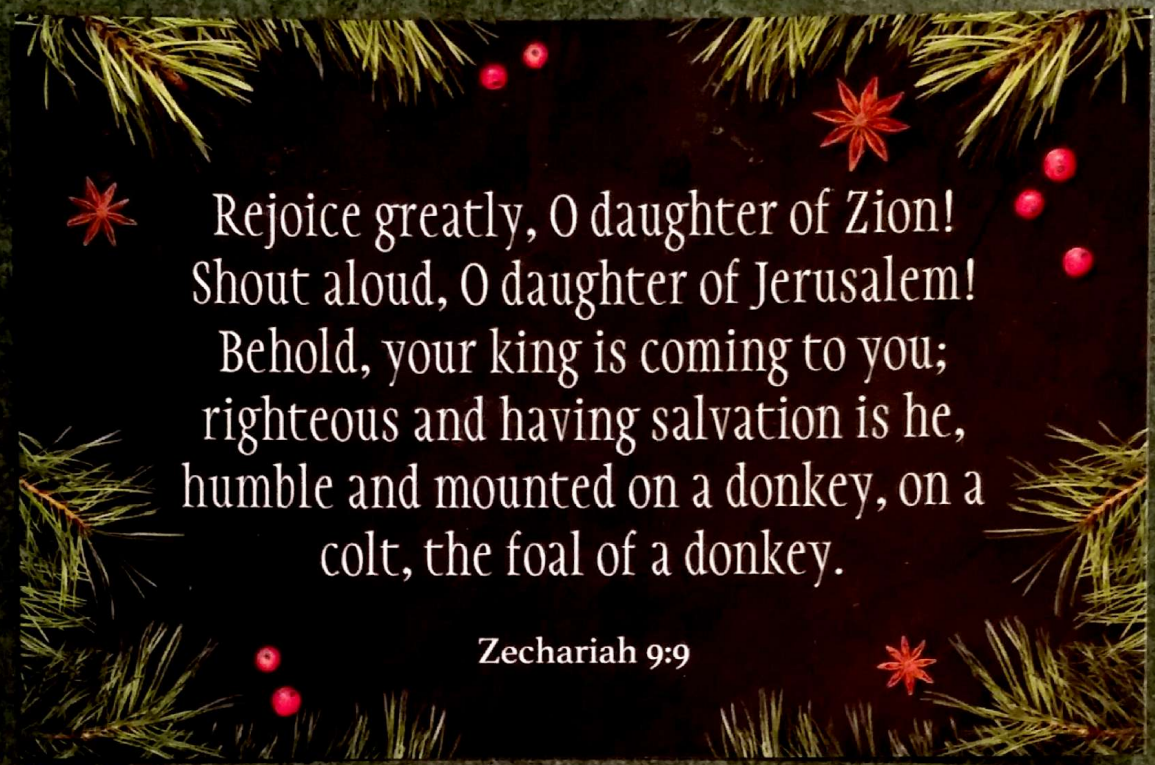 Rejoice greatly, O daughter of Zion!
Shout aloud, O daughter of Jerusalem!
Behold, your king is coming to you;
righteous and having salvation is he,
humble and mounted on a donkey, on a
colt, the foal of a donkey.
Zechariah 9:9